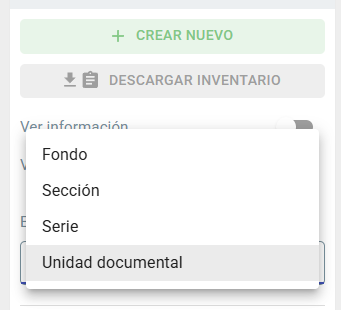 CREAR NUEVO
DESCARGAR INVENTARIO
Ver información
Fondo
Sección
Serie
Unidad documental